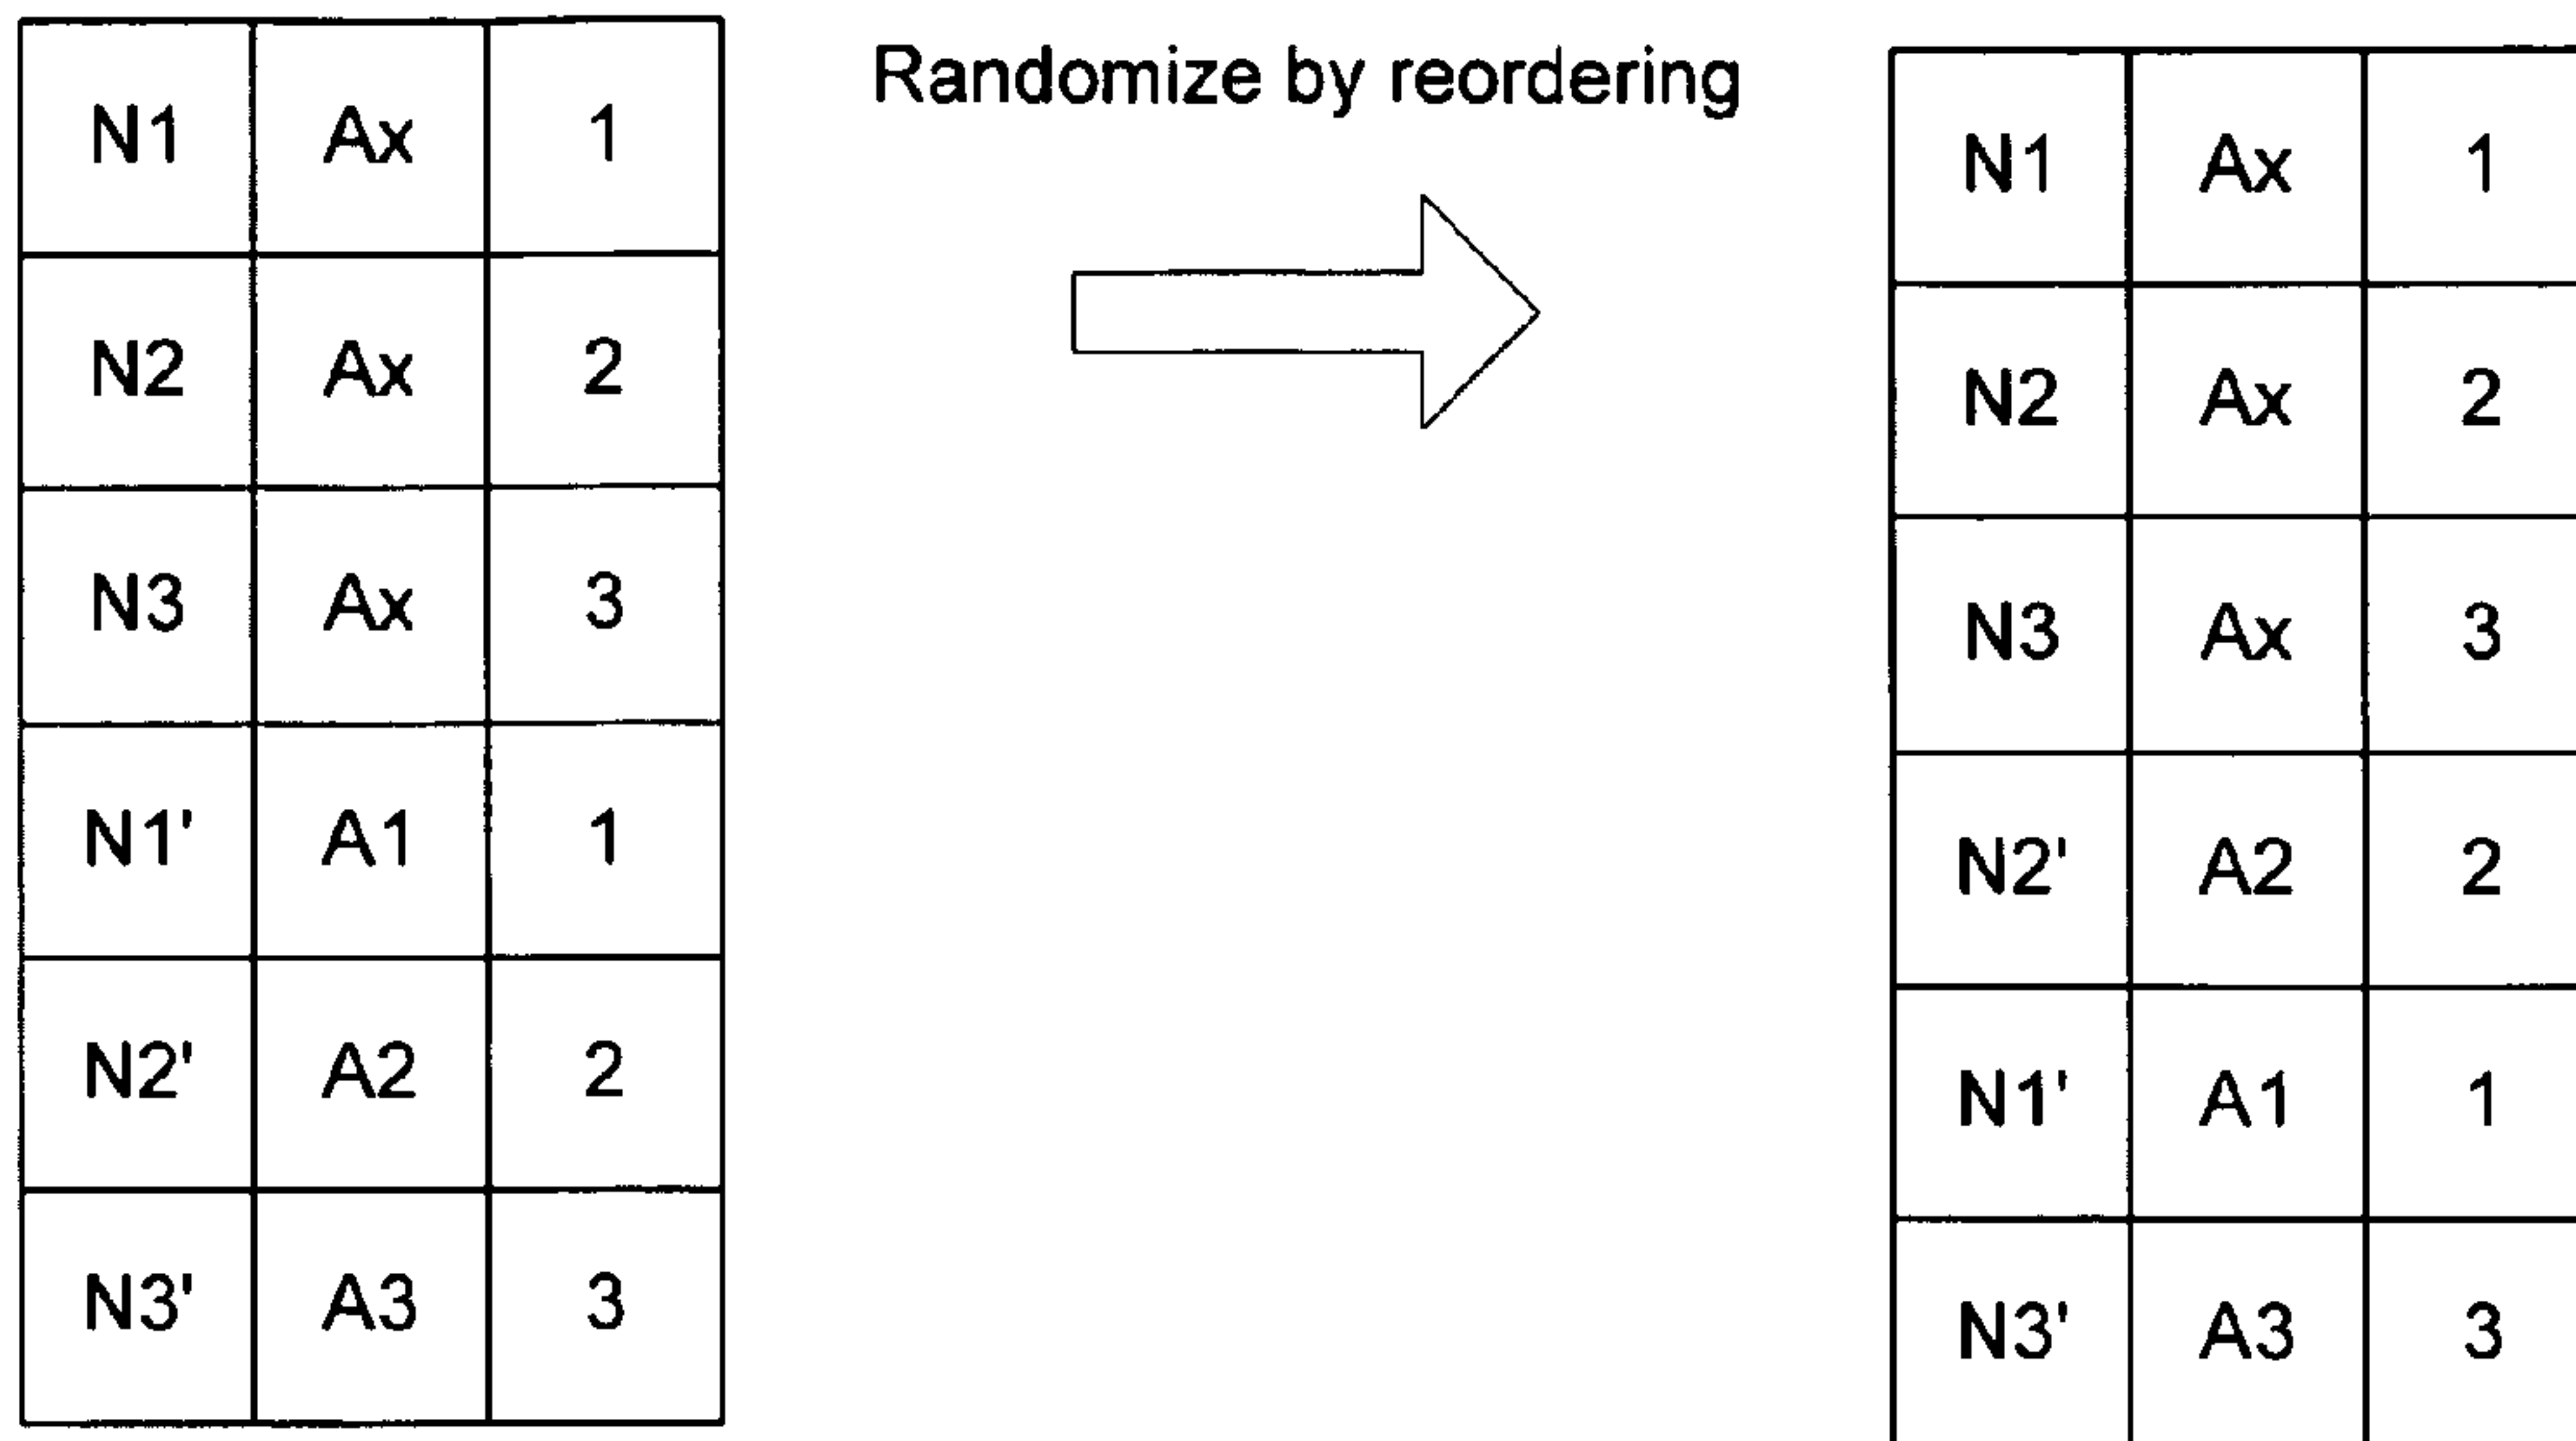 N1 Ax 1
N2 Ax 2
N3 Ax 3
N1' A1 1
N2' A2 2
N3' A3 3
Randomize by reordering
N1 Ax 1
N2 Ax 2
N3 Ax 3
N2' A2 2
N1' A1 1
N3' A3 3